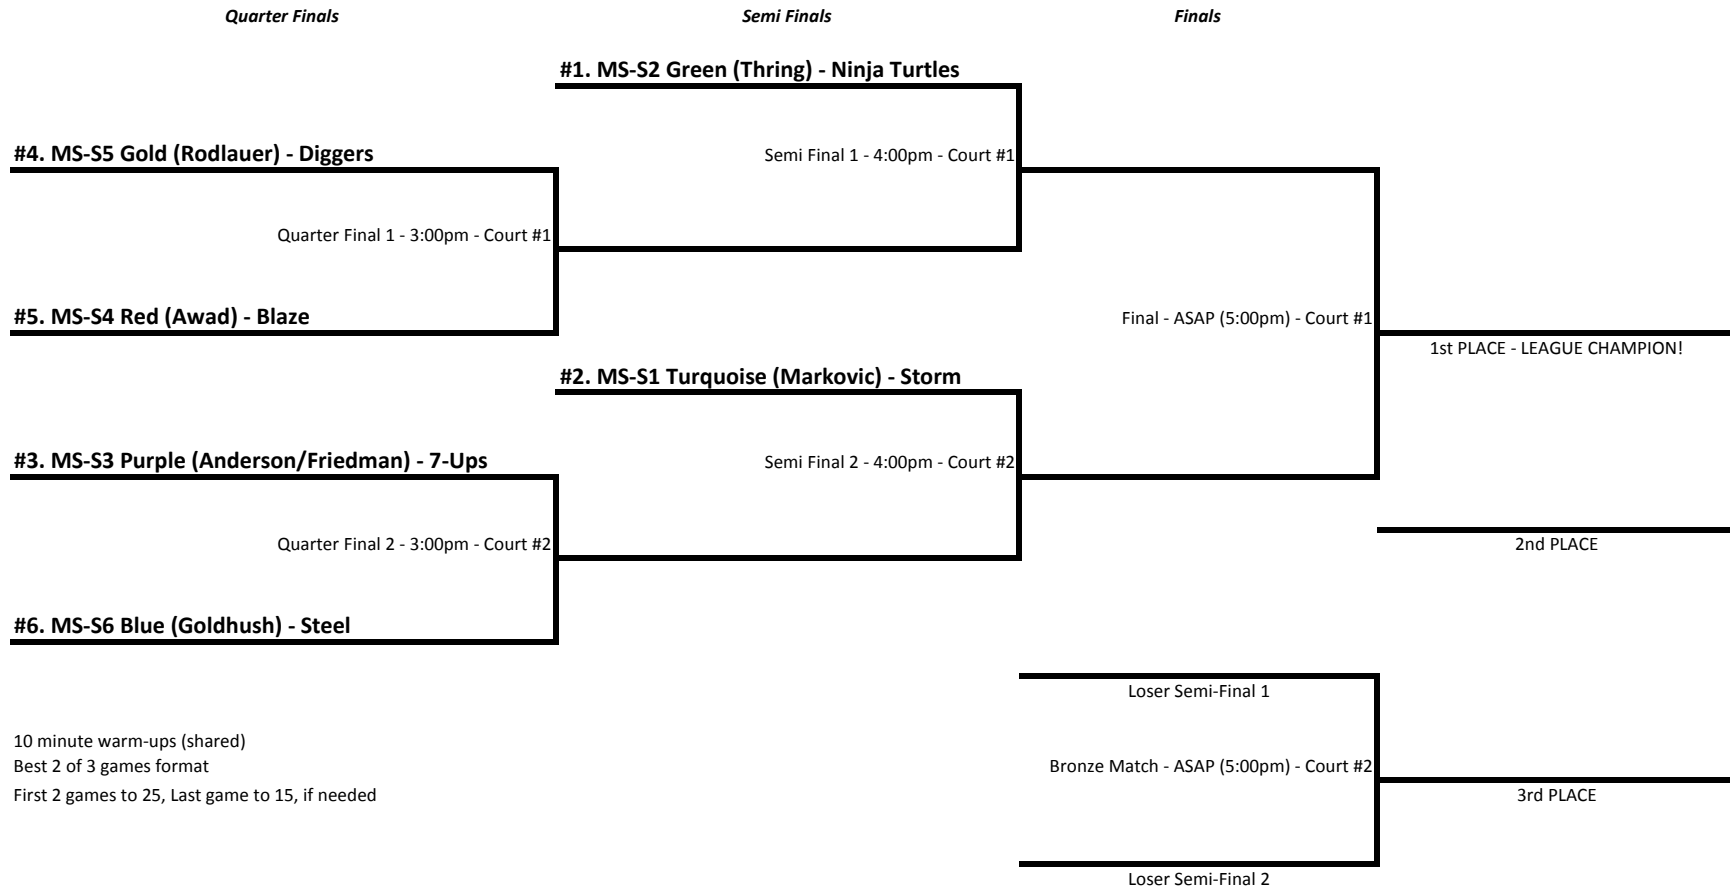 Quarter Finals
Semi Finals
Finals
#1. MS-S2 Green (Thring) - Ninja Turtles
#4. MS-S5 Gold (Rodlauer) - Diggers
Semi Final 1 - 4:00pm - Court #1
Quarter Final 1 - 3:00pm - Court #1
#5. MS-S4 Red (Awad) - Blaze
Final - ASAP (5:00pm) - Court #1
1st PLACE - LEAGUE CHAMPION!
#2. MS-S1 Turquoise (Markovic) - Storm
#3. MS-S3 Purple (Anderson/Friedman) - 7-Ups
Semi Final 2 - 4:00pm - Court #2
Quarter Final 2 - 3:00pm - Court #2
2nd PLACE
#6. MS-S6 Blue (Goldhush) - Steel
Loser Semi-Final 1
10 minute warm-ups (shared)
Best 2 of 3 games format
Bronze Match - ASAP (5:00pm) - Court #2
First 2 games to 25, Last game to 15, if needed
3rd PLACE
Loser Semi-Final 2